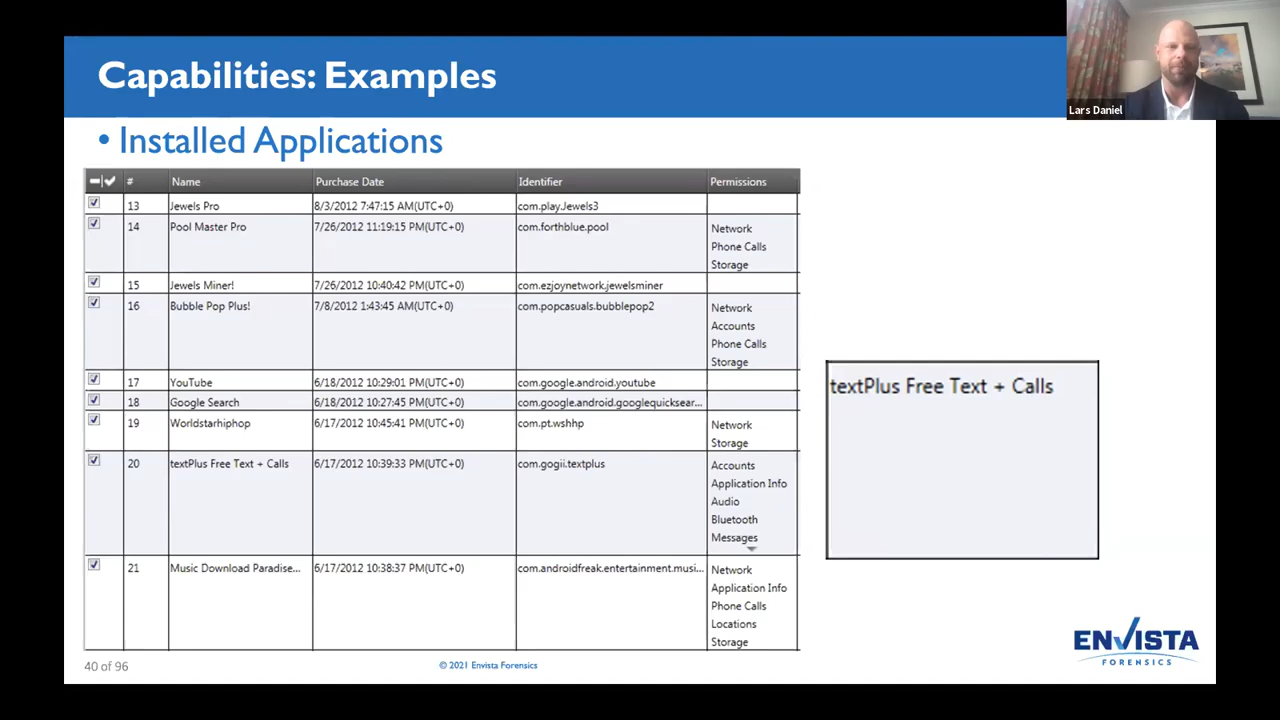 Capabilities: Examples
Lars Daniel
• Installed Applications
# Name Purchase Date Identifier Permissions
13 Jewels Pro 8/3/2012 7:47:15 AM(UTC+0) com.play.Jewels3
14 Pool Master Pro 7/26/2012 11:19:15 PM(UTC+0) com.forthblue.pool Network
Phone Calls
Storage
15 Jewels Miner! 7/26/2012 10:40:42 PM(UTC+0) com.ezjoynetwork.jewelsminer
16 Bubble Pop Plus! 7/8/2012 1:43:45 AM(UTC+0) com.popcasuals.bubblepop2 Network
Accounts
Phone Calls
Storage
17 YouTube 6/18/2012 10:29:01 PM(UTC+0) com.google.android.youtube
18 Google Search 6/18/2012 10:27:45 PM(UTC+0) com.google.android.googlequicksear...
19 Worldstarhiphop 6/17/2012 10:45:41 PM(UTC+0) com.pt.wshhp Network
Storage
20 textPlus Free Text + Calls 6/17/2012 10:39:33 PM(UTC+0) com.gogii.textplus Accounts
Application Info
Audio
Bluetooth
Messages
21 Music Download Paradise... 6/17/2012 10:38:37 PM(UTC+0) com.androidfreak.entertainment.musi... Network
Application Info
Phone Calls
Locations
Storage
textPlus Free Text + Calls
40 of 96
© 2021 Envista Forensics
ENVISTA
FORENSICS